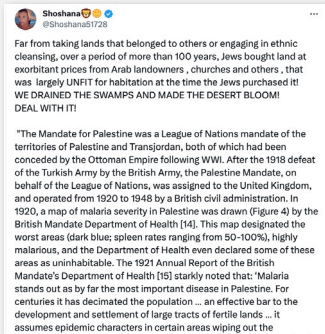 Shoshana
@Shoshana51728
Far from taking lands that belonged to others or engaging in ethnic
cleansing, over a period of more than 100 years, Jews bought land at
exorbitant prices from Arab landowners , churches and others , that
was largely UNFIT for habitation at the time the Jews purchased it!
WE DRAINED THE SWAMPS AND MADE THE DESERT BLOOM!
DEAL WITH IT!
"The Mandate for Palestine was a League of Nations mandate of the
territories of Palestine and Transjordan, both of which had been
conceded by the Ottoman Empire following WWI. After the 1918 defeat
of the Turkish Army by the British Army, the Palestine Mandate, on
behalf of the League of Nations, was assigned to the United Kingdom,
and operated from 1920 to 1948 by a British civil administration. In
1920, a map of malaria severity in Palestine was drawn (Figure 4) by the
British Mandate Department of Health [14]. This map designated the
worst areas (dark blue; spleen rates ranging from 50-100%), highly
malarious, and the Department of Health even declared some of these
areas as uninhabitable. The 1921 Annual Report of the British
Mandate's Department of Health [15] starkly noted that: 'Malaria
stands out as by far the most important disease in Palestine. For
centuries it has decimated the population ... an effective bar to the
development and settlement of large tracts of fertile lands ... it
assumes epidemic characters in certain areas wiping out the